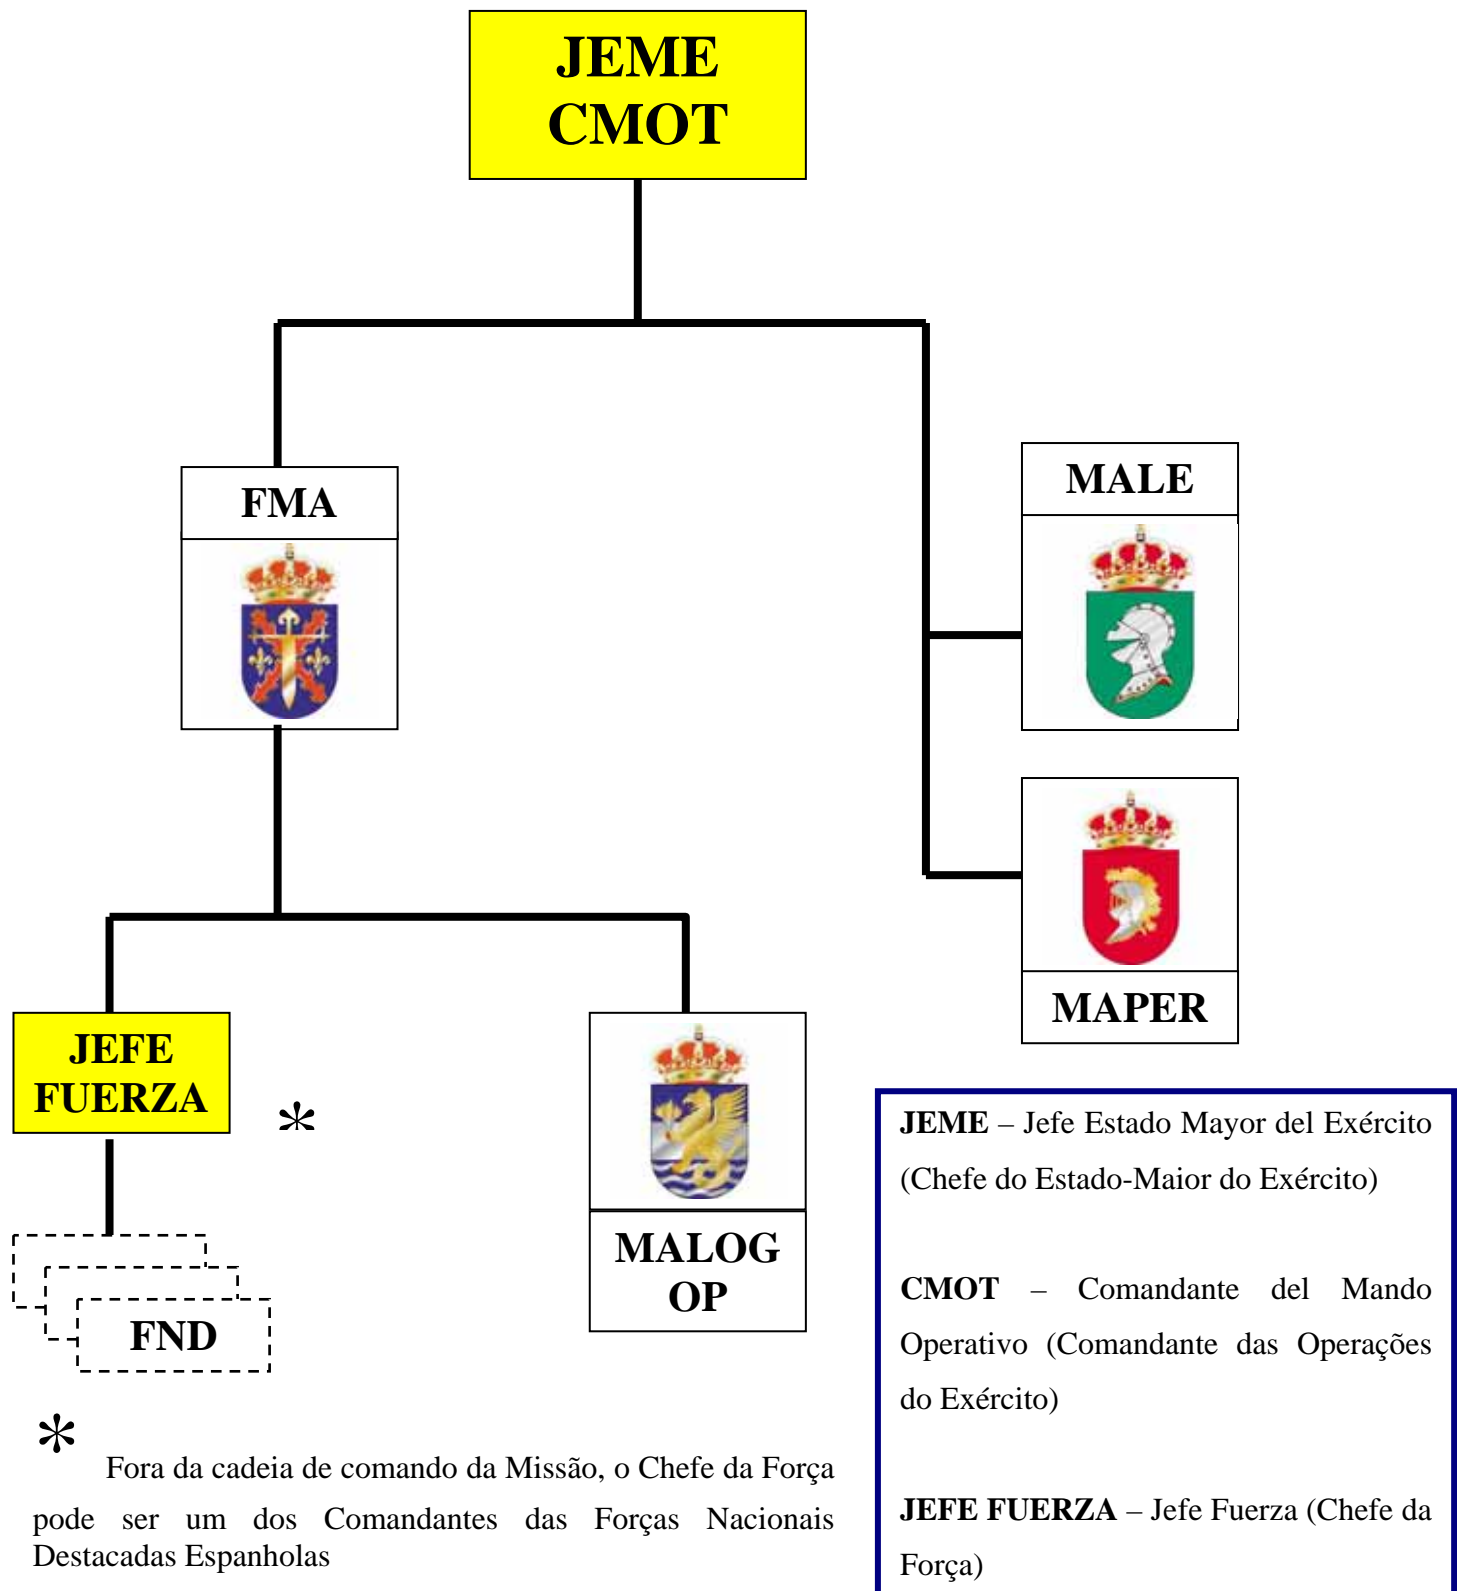 JEME
CMOT
FMA
MALE
MAPER
JEFE
FUERZA
*
MALOG
OP
FND
*
Fora da cadeia de comando da Missão, o Chefe da Força
pode ser um dos Comandantes das Forças Nacionais
Destacadas Espanholas
JEME – Jefe Estado Mayor del Exército
(Chefe do Estado-Maior do Exército)
CMOT – Comandante del Mando
Operativo (Comandante das Operações
do Exército)
JEFE FUERZA – Jefe Fuerza (Chefe da
Força)